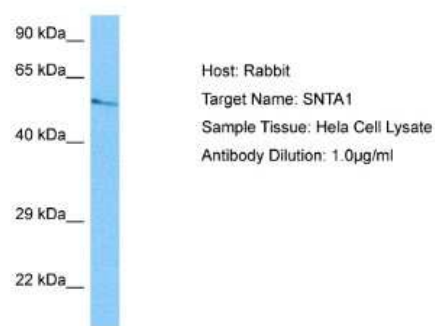 90 kDa__
65 kDa__
40 kDa__
29 kDa__
22 kDa__
Host: Rabbit
Target Name: SNTA1
Sample Tissue: Hela Cell Lysate
Antibody Dilution: 1.0µg/ml